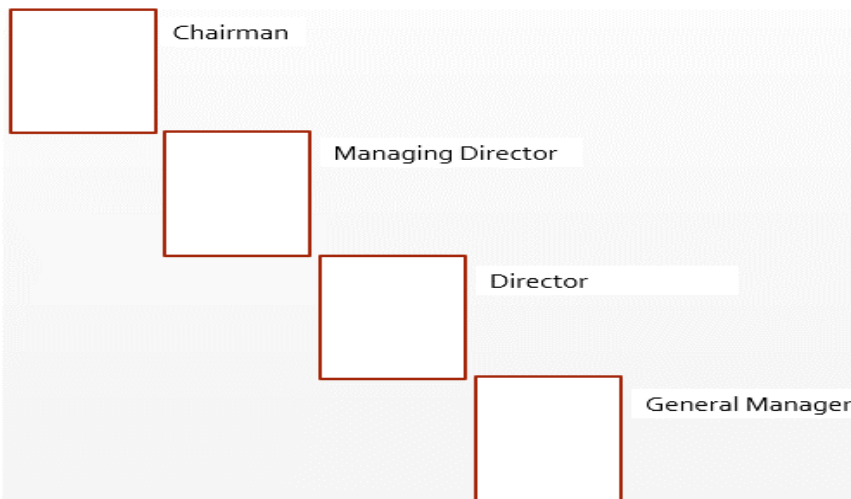 Chairman
Managing Director
Director
General Manager